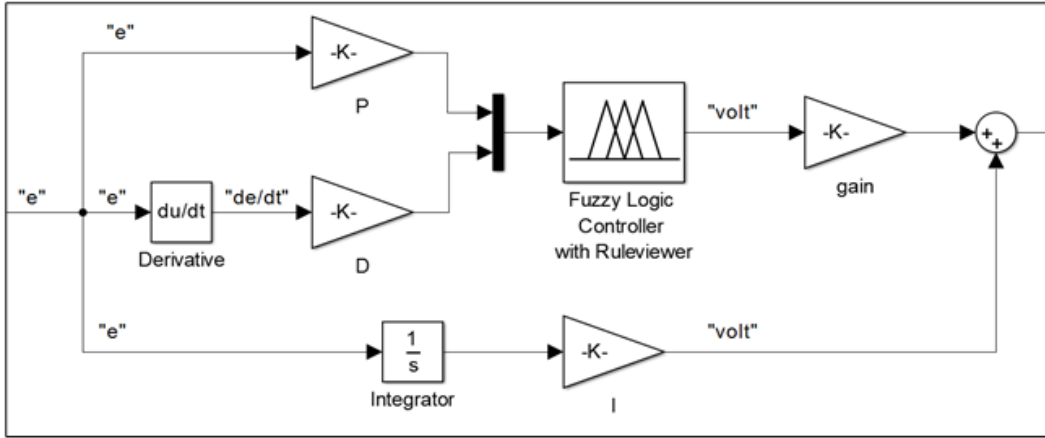 "e"
-K-
P
"volt"
-K-
gain
+
+
Fuzzy Logic
Controller
with Ruleviewer
"e"
"e"
du/dt
Derivative
"de/dt"
-K-
D
"e"
1
s
Integrator
-K-
I
"volt"